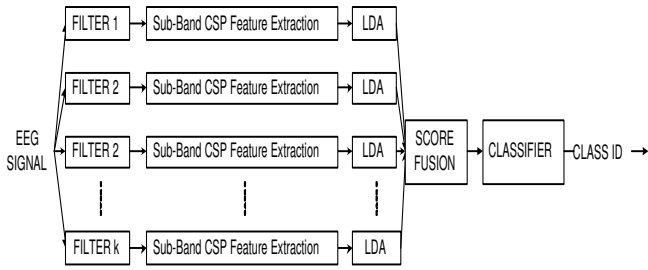 FILTER 1 Sub-Band CSP Feature Extraction LDA
FILTER 2 Sub-Band CSP Feature Extraction LDA
EEG SIGNAL
FILTER 2 Sub-Band CSP Feature Extraction LDA
SCORE FUSION
CLASSIFIER
CLASS ID
FILTER k Sub-Band CSP Feature Extraction LDA